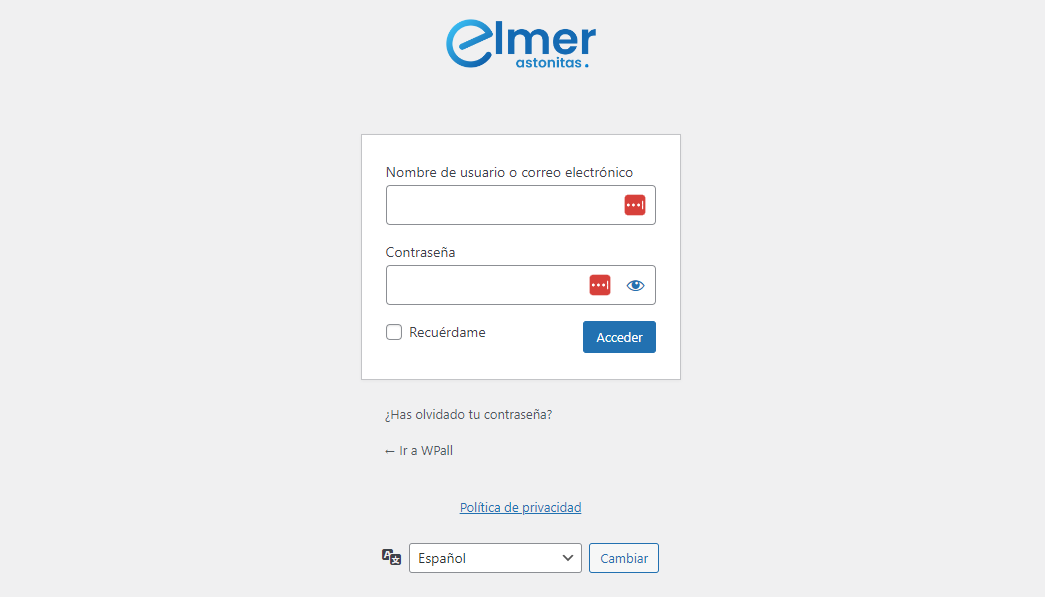 elmer
astonitas.
Nombre de usuario o correo electrónico
Contraseña
Recuérdame
Acceder
¿Has olvidado tu contraseña?
← Ir a WPall
Política de privacidad
Español
Cambiar